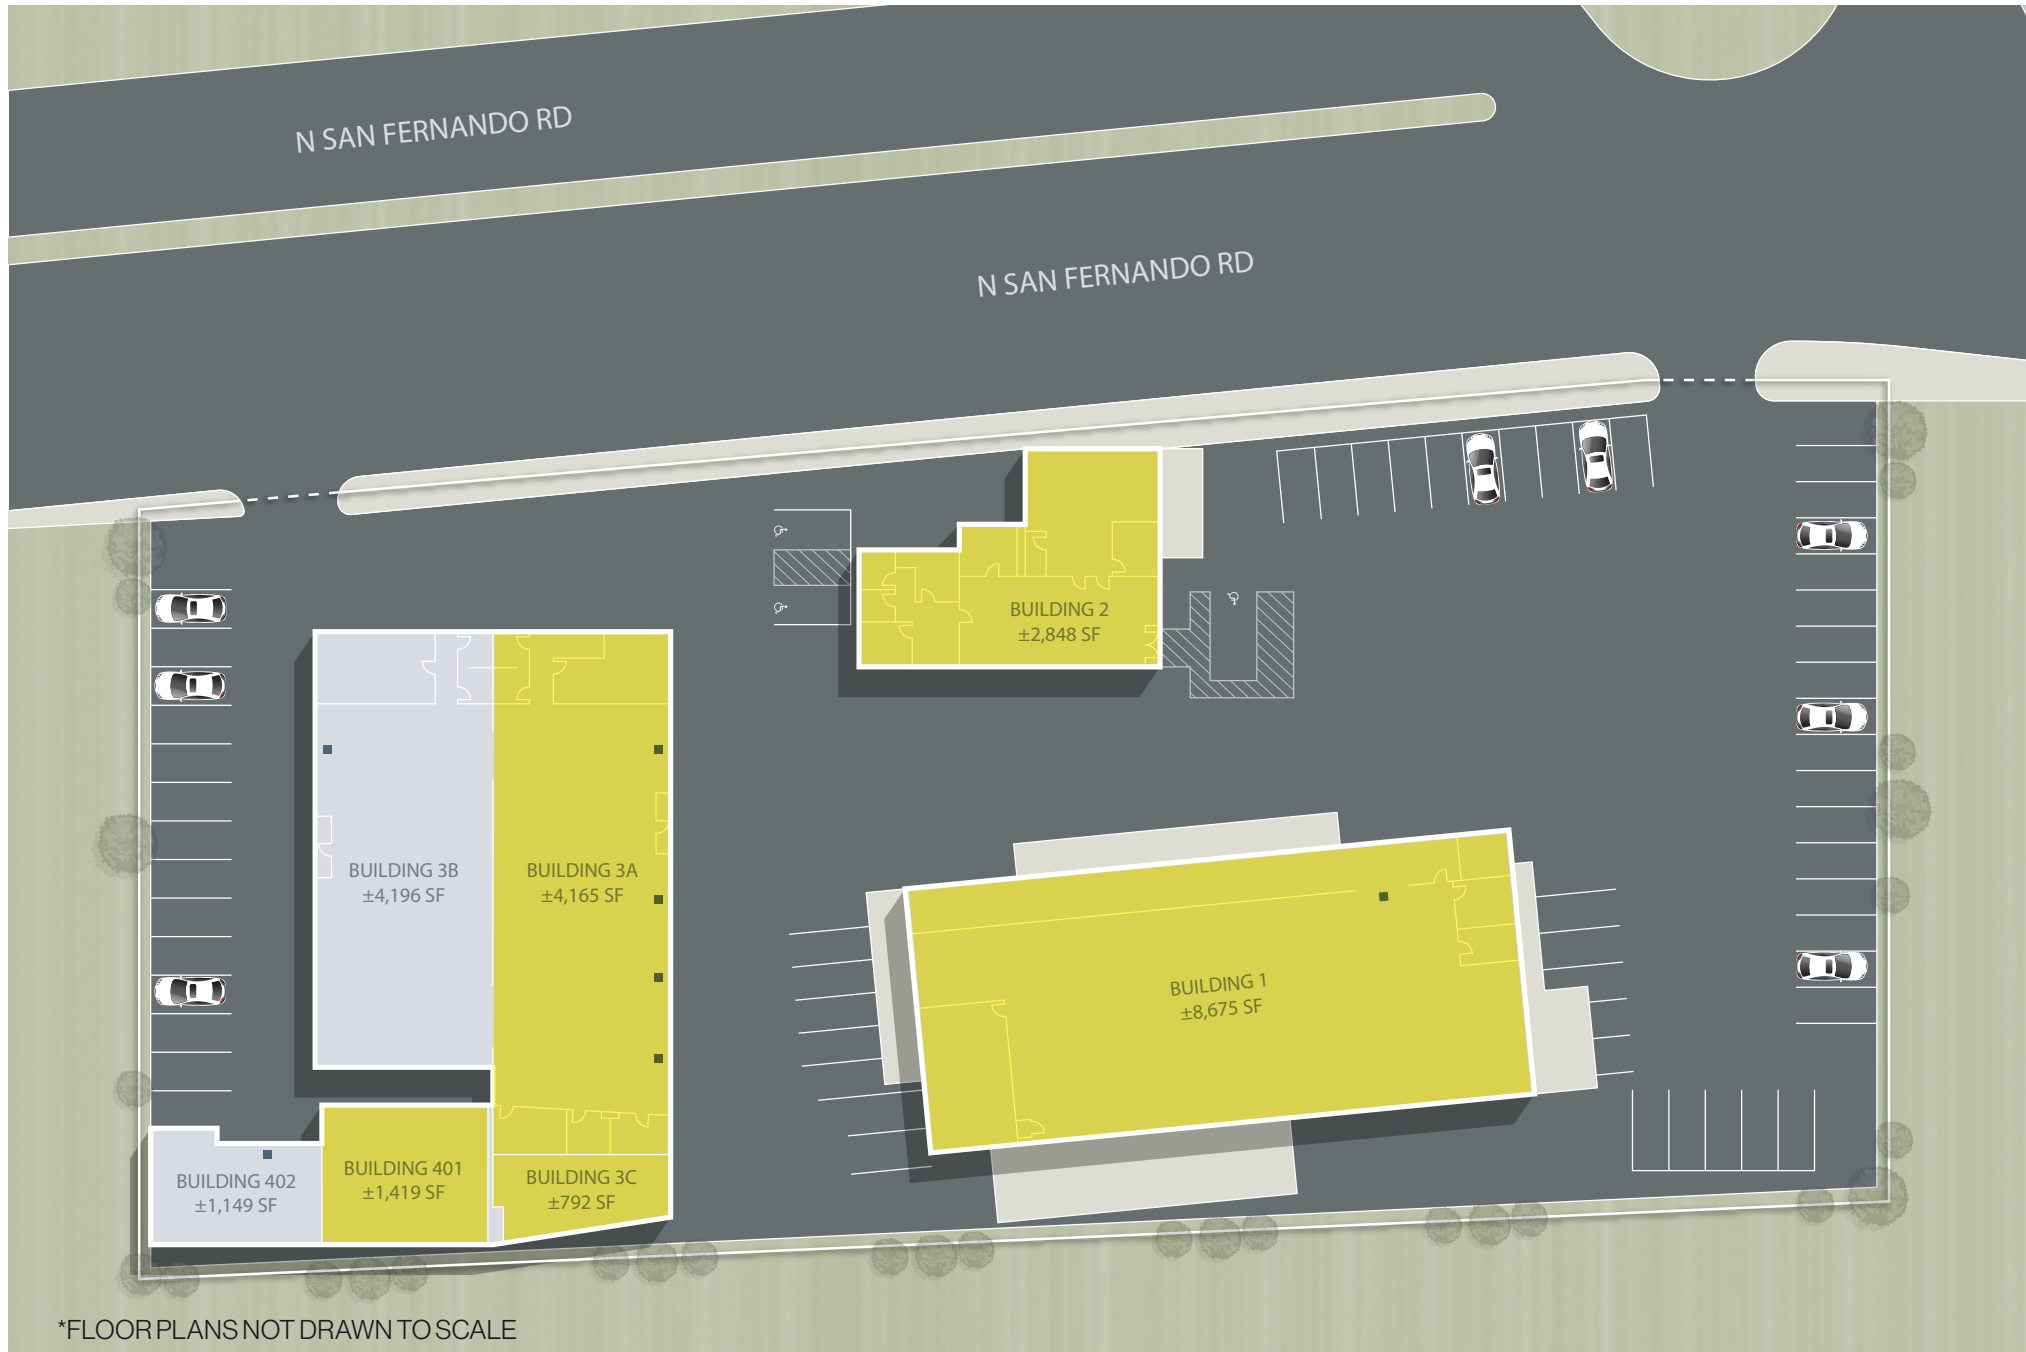 N SAN FERNANDO RD
N SAN FERNANDO RD
BUILDING 2
±2,848 SF
BUILDING 3B
±4,196 SF
BUILDING 3A
±4,165 SF
BUILDING 1
±8,675 SF
BUILDING 402
±1,149 SF
BUILDING 401
±1,419 SF
BUILDING 3C
±792 SF
*FLOOR PLANS NOT DRAWN TO SCALE